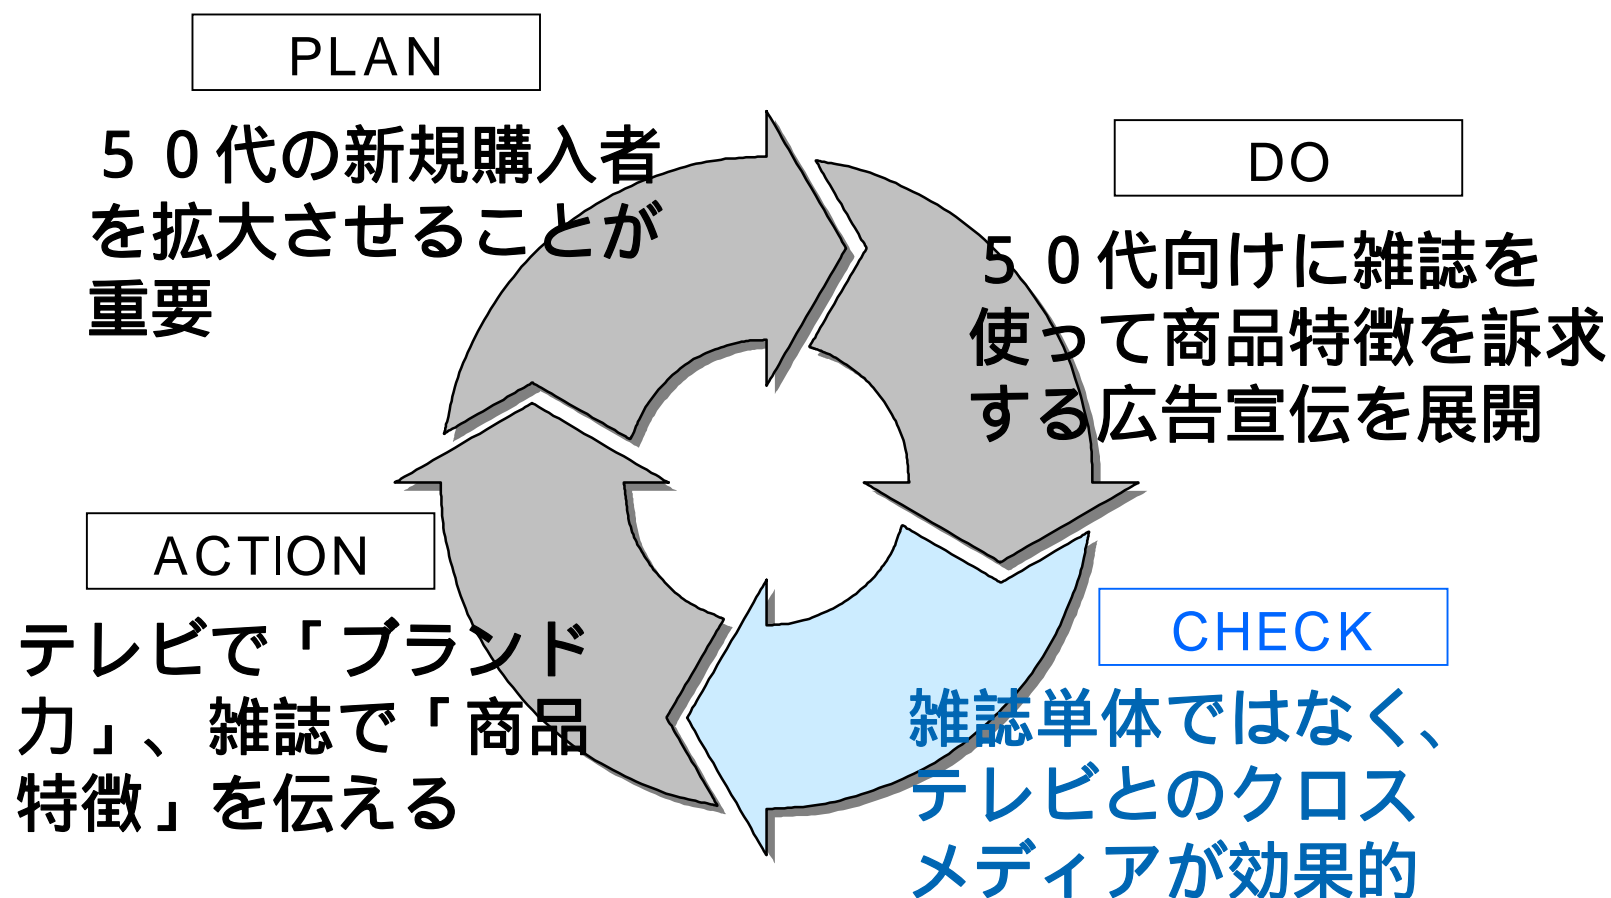 PLAN
５０代の新規購入者
を拡大させることが
重要
DO
５０代向けに雑誌を
使って商品特徴を訴求
する広告宣伝を展開
ACTION
テレビで「ブランド
力」、雑誌で「商品
特徴」を伝える
CHECK
雑誌単体ではなく、
テレビとのクロス
メディアが効果的